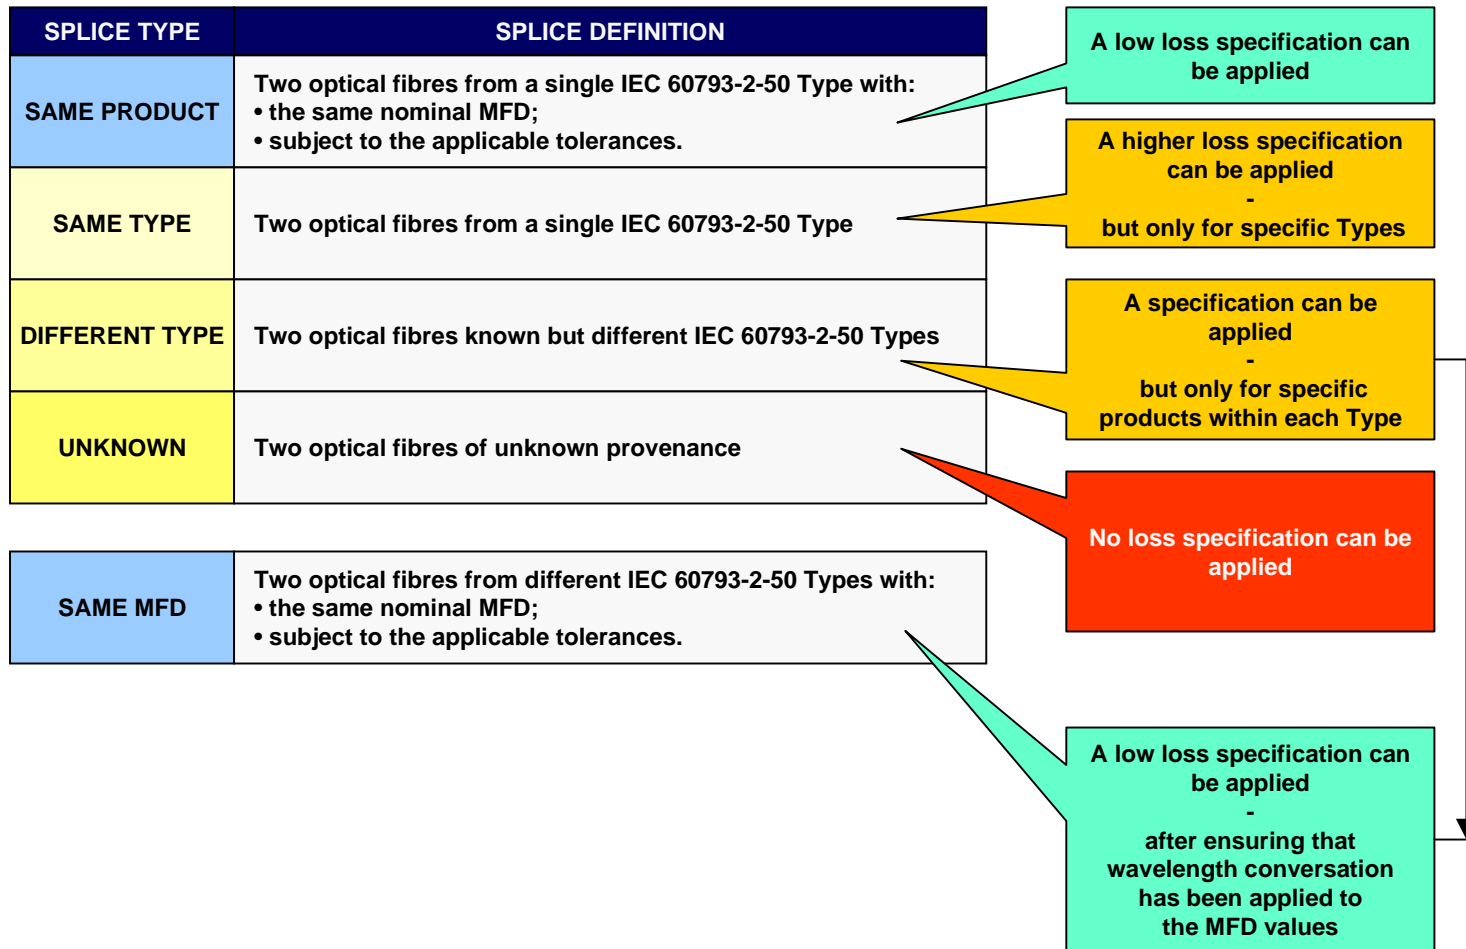 SPLICE TYPE
SPLICE DEFINITION
SAME PRODUCT
Two optical fibres from a single IEC 60793-2-50 Type with:
• the same nominal MFD;
• subject to the applicable tolerances.
A low loss specification can
be applied
SAME TYPE
Two optical fibres from a single IEC 60793-2-50 Type
A higher loss specification
can be applied
-
but only for specific Types
DIFFERENT TYPE
Two optical fibres known but different IEC 60793-2-50 Types
A specification can be
applied
-
but only for specific
products within each Type
UNKNOWN
Two optical fibres of unknown provenance
No loss specification can be
applied
SAME MFD
Two optical fibres from different IEC 60793-2-50 Types with:
• the same nominal MFD;
• subject to the applicable tolerances.
A low loss specification can
be applied
-
after ensuring that
wavelength conversation
has been applied to
the MFD values